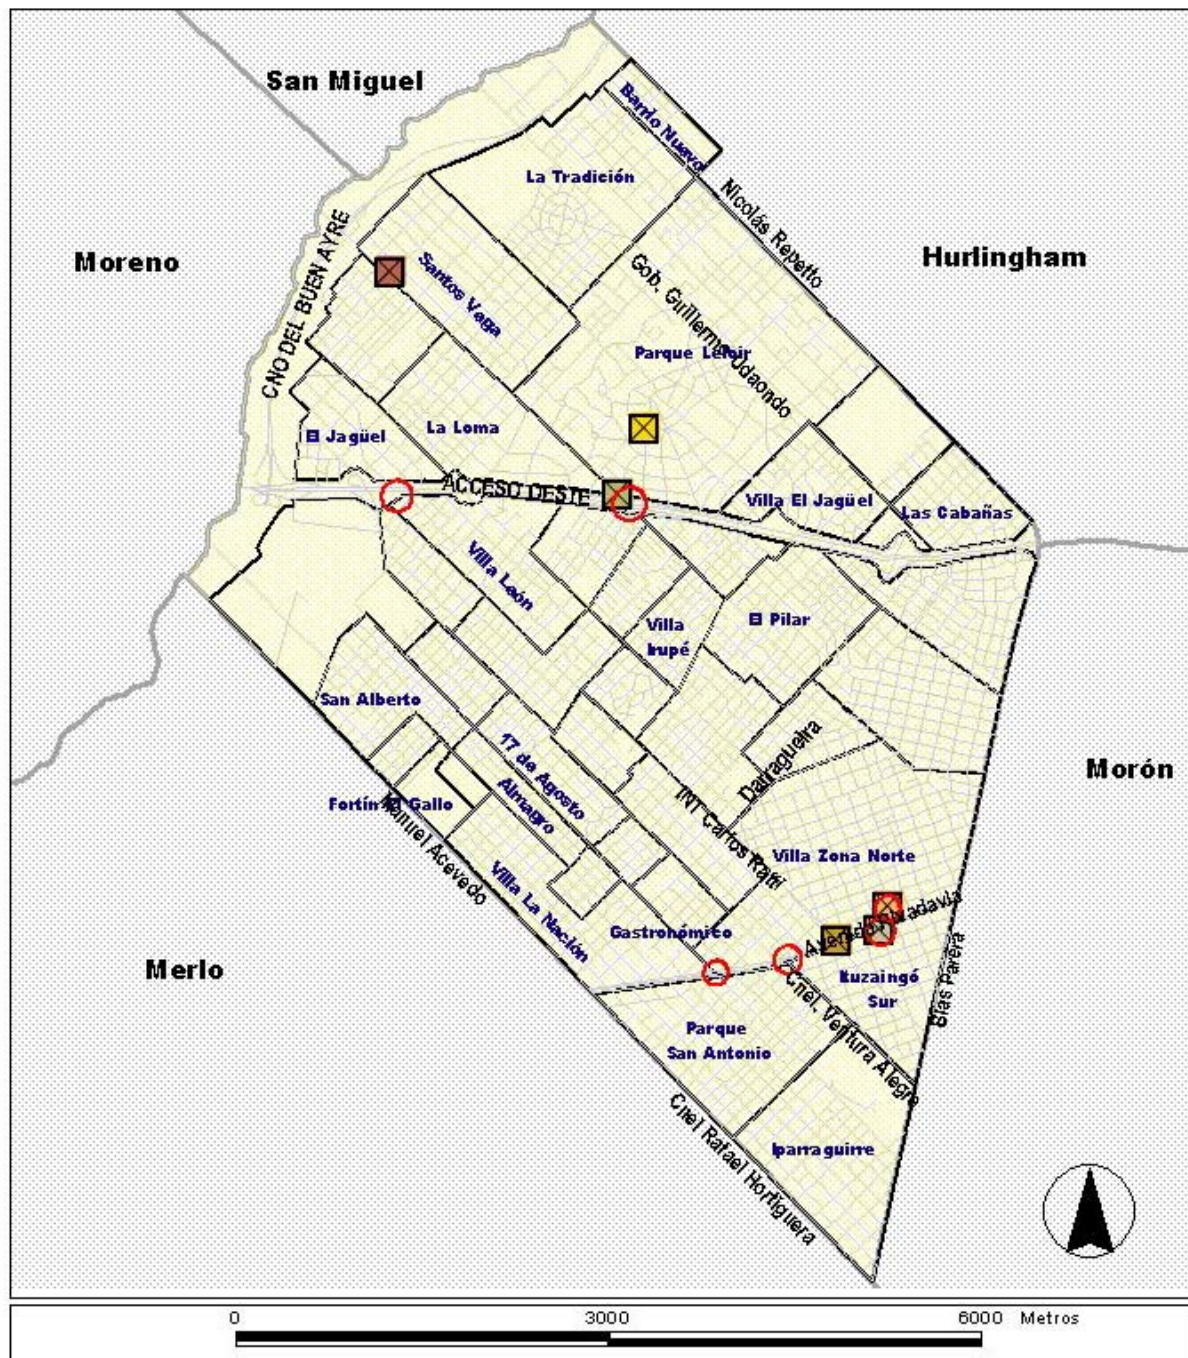 San Miguel
Barrio Nuevo
La Tradición
Nicolás Repetto
Moreno
CNO DEL BUEN AYRE
Santos Vega
Gob. Guillermo Udaondo
Hurlingham
Parque Leloir
El Jagüel
La Loma
ACCESO OESTE
Villa El Jagüel
Las Cabañas
Villa León
Villa
Irupé
El Pilar
San Alberto
17 de Agosto
Darragueira
Morón
Fortín El Gallo
Almagro
Manuel Acevedo
INT Carlos Ratti
Villa Zona Norte
Villa La Nación
Gastronómico
Avenida Rivadavia
Merlo
Ituzaingó
Sur
Blas Parera
Cnel. Ventura Alegre
Parque
San Antonio
Cnel Rafael Hortiguera
Iparraguirre
0 3000 6000 Metros